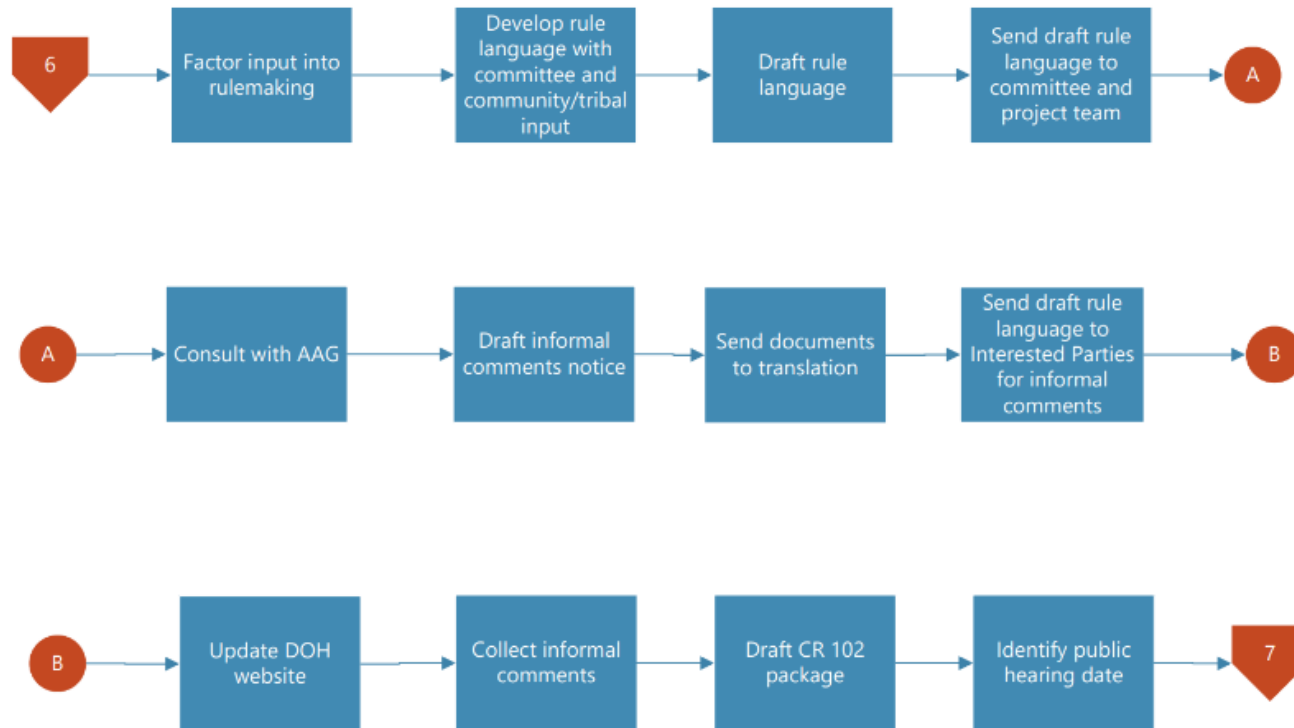 6
Factor input into
rulemaking
Develop rule
language with
committee and
community/tribal
input
Draft rule
language
Send draft rule
language to
committee and
project team
A
A
Consult with AAG
Draft informal
comments notice
Send documents
to translation
Send draft rule
language to
Interested Parties
for informal
comments
B
B
Update DOH
website
Collect informal
comments
Draft CR 102
package
Identify public
hearing date
7